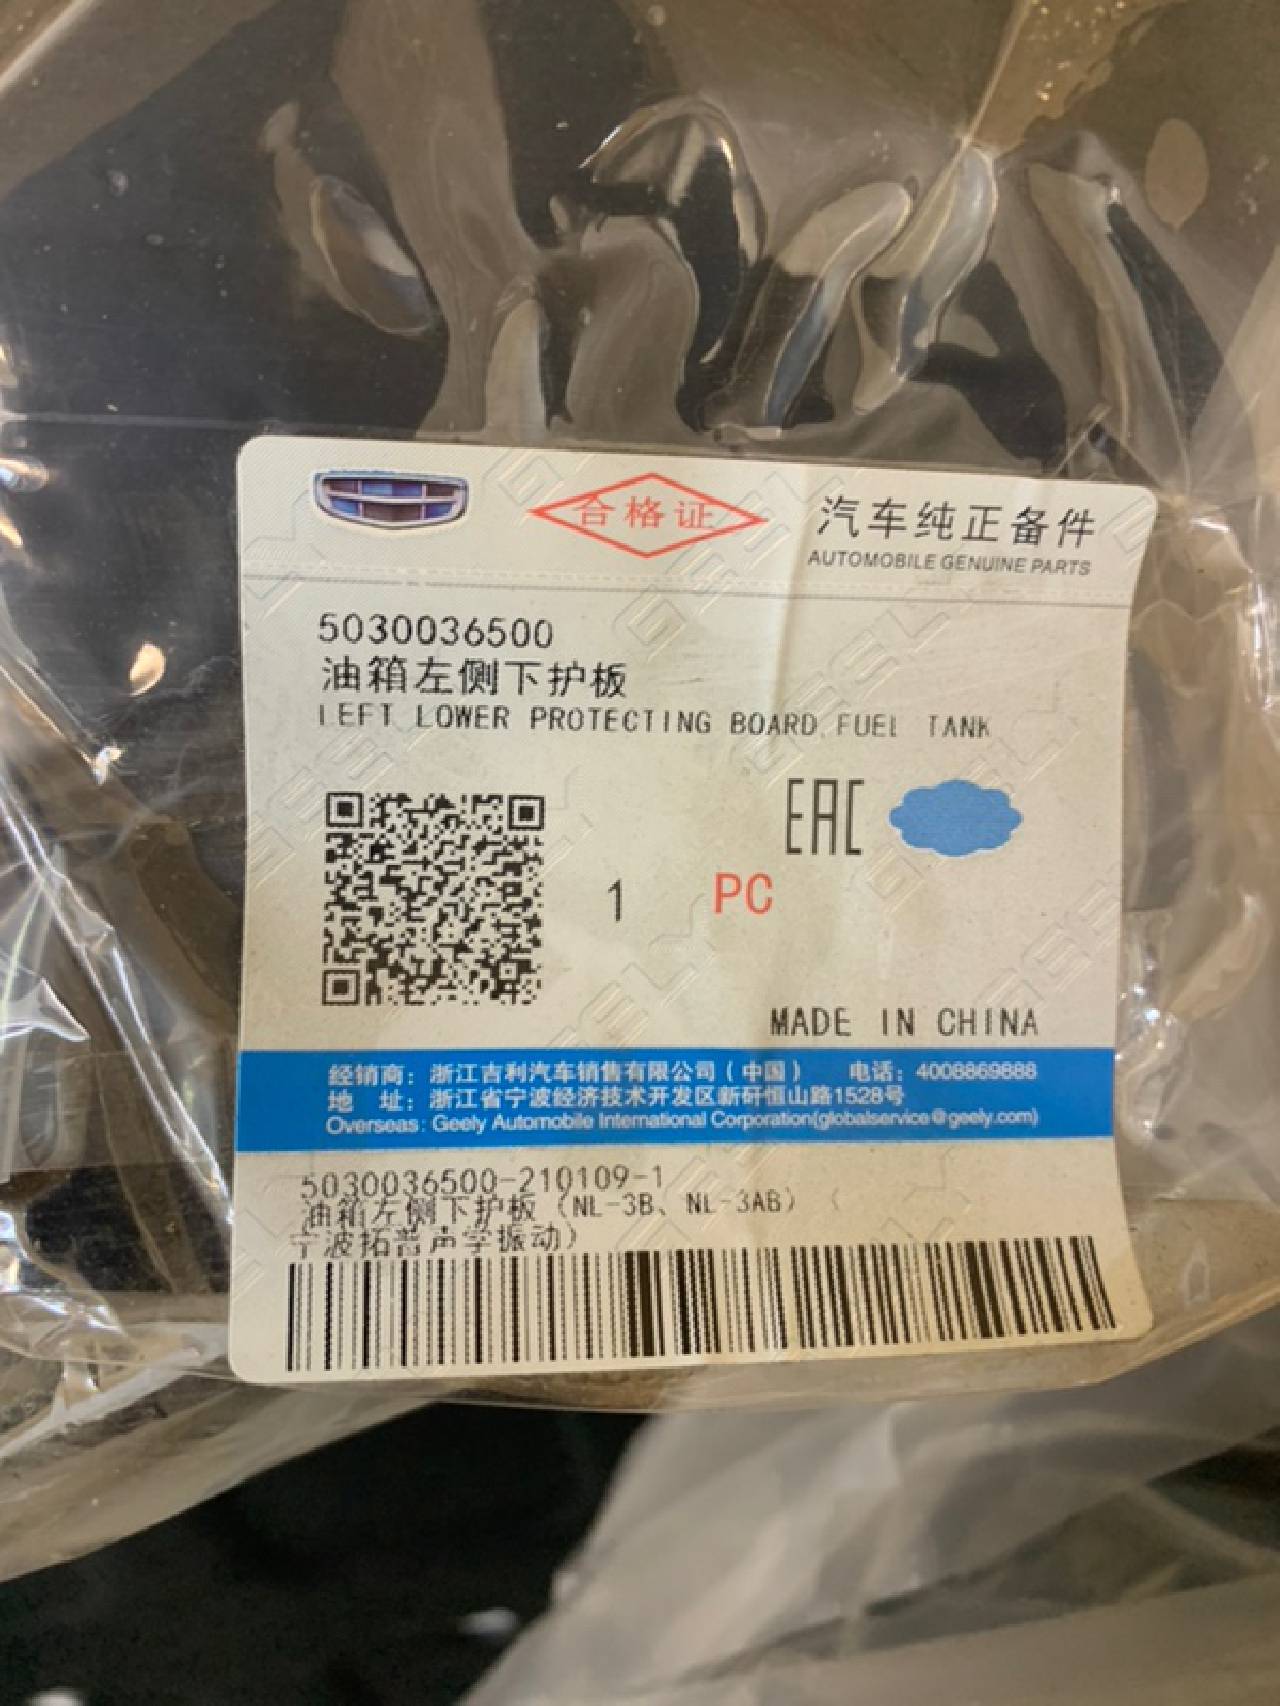 合格证
汽车纯正备件
AUTOMOBILE GENUINE PARTS
5030036500
油箱左侧下护板
LEFT LOWER PROTECTING BOARD,FUEL TANK
EAC
1 PC
MADE IN CHINA
经销商：浙江吉利汽车销售有限公司（中国） 电话：4008869888
地 址：浙江省宁波经济技术开发区新研恒山路1528号
Overseas: Geely Automobile International Corporation(globalservice@geely.com)
5030036500-210109-1
油箱左侧下护板（NL-3B、NL-3AB）（
宁波拓普声学振动）